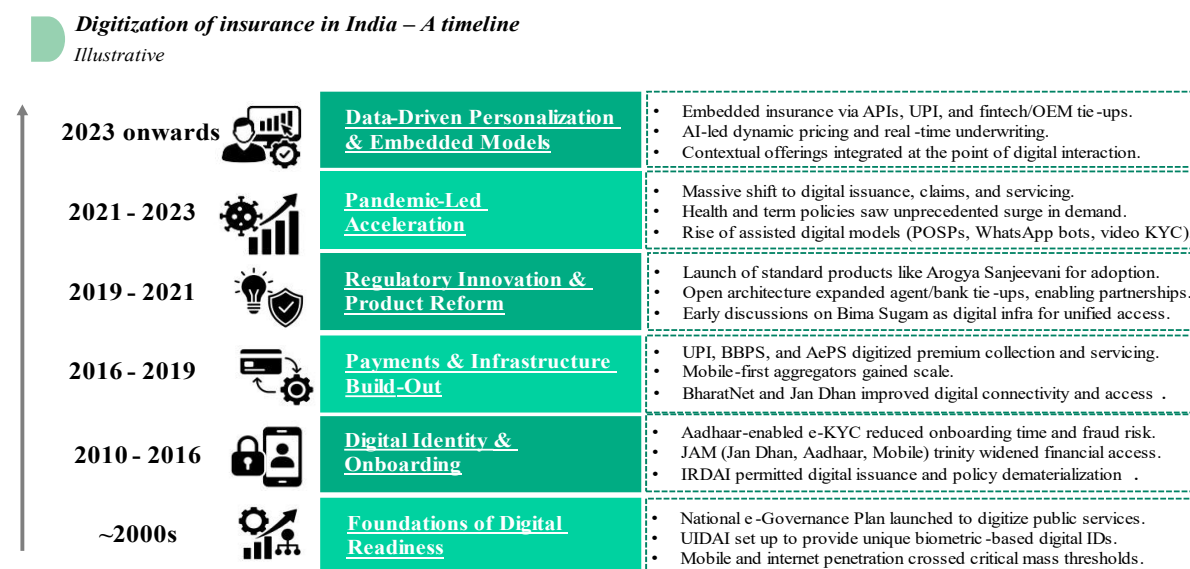 Digitization of insurance in India – A timeline
Illustrative
2023 onwards
Data-Driven Personalization
& Embedded Models
• Embedded insurance via APIs, UPI, and fintech/OEM tie-ups.
• AI-led dynamic pricing and real-time underwriting.
• Contextual offerings integrated at the point of digital interaction.
2021 - 2023
Pandemic-Led
Acceleration
• Massive shift to digital issuance, claims, and servicing.
• Health and term policies saw unprecedented surge in demand.
• Rise of assisted digital models (POSPs, WhatsApp bots, video KYC)
2019 - 2021
Regulatory Innovation &
Product Reform
• Launch of standard products like Arogya Sanjeevani for adoption.
• Open architecture expanded agent/bank tie-ups, enabling partnerships.
• Early discussions on Bima Sugam as digital infra for unified access.
2016 - 2019
Payments & Infrastructure
Build-Out
• UPI, BBPS, and AePS digitized premium collection and servicing.
• Mobile-first aggregators gained scale.
• BharatNet and Jan Dhan improved digital connectivity and access .
2010 - 2016
Digital Identity &
Onboarding
• Aadhaar-enabled e-KYC reduced onboarding time and fraud risk.
• JAM (Jan Dhan, Aadhaar, Mobile) trinity widened financial access.
• IRDAI permitted digital issuance and policy dematerialization .
~2000s
Foundations of Digital
Readiness
• National e-Governance Plan launched to digitize public services.
• UIDAI set up to provide unique biometric-based digital IDs.
• Mobile and internet penetration crossed critical mass thresholds.